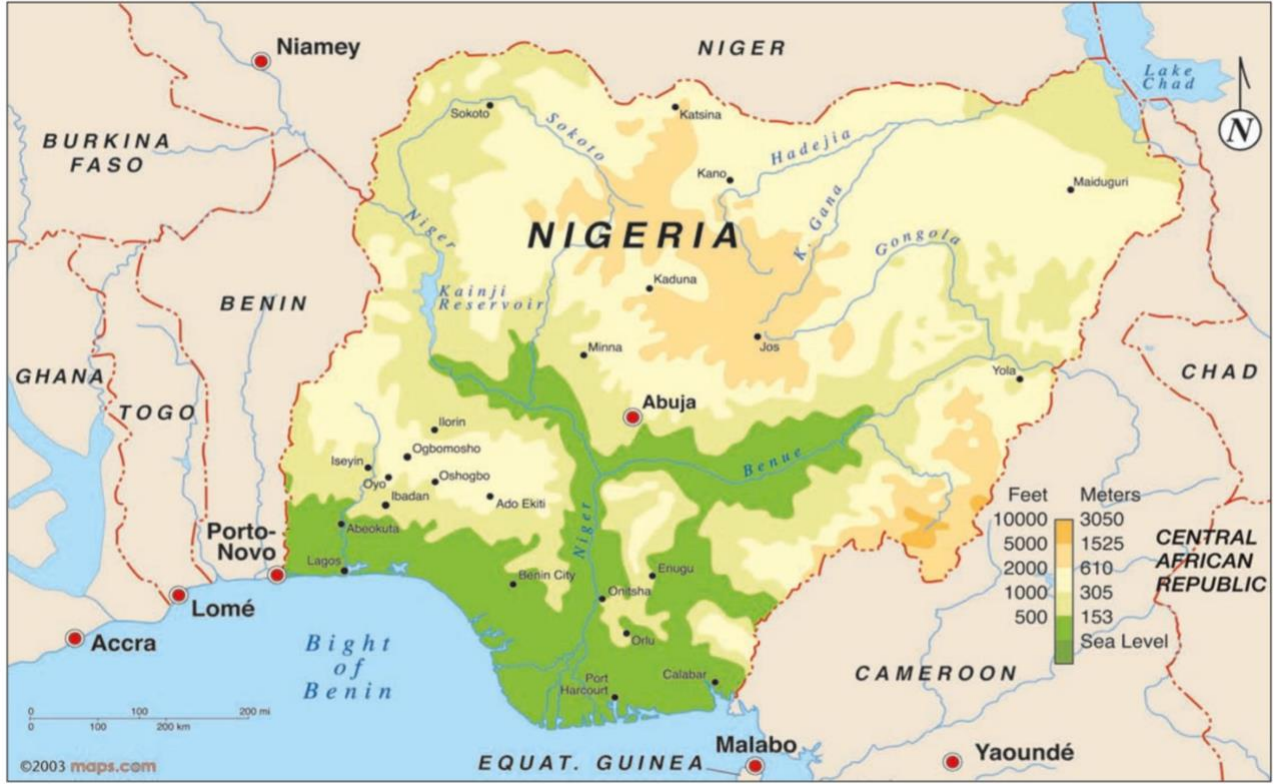 Niamey
NIGER
Lake
Chad
N
BURKINA
FASO
Sokoto
Sokoto
Katsina
Hadejia
Kano
K. Gana
Maiduguri
Niger
NIGERIA
Gongola
Kaduna
Kainji
Reservoir
BENIN
Jos
Minna
Yola
CHAD
GHANA
TOGO
Abuja
Ilorin
Ogbomosho
Iseyin
Oyo
Oshogbo
Ibadan
Ado Ekiti
Benue
Abeokuta
Niger
Porto-
Novo
Lagos
Benin City
Enugu
Onitsha
Orlu
Lomé
Accra
Bight
of
Benin
Port
Harcourt
Calabar
CAMEROON
Feet Meters
10000 3050
5000 1525
2000 610
1000 305
500 153
Sea Level
CENTRAL
AFRICAN
REPUBLIC
0 100 200 mi
0 100 200 km
Malabo
EQUAT. GUINEA
Yaoundé
©2003 maps.com